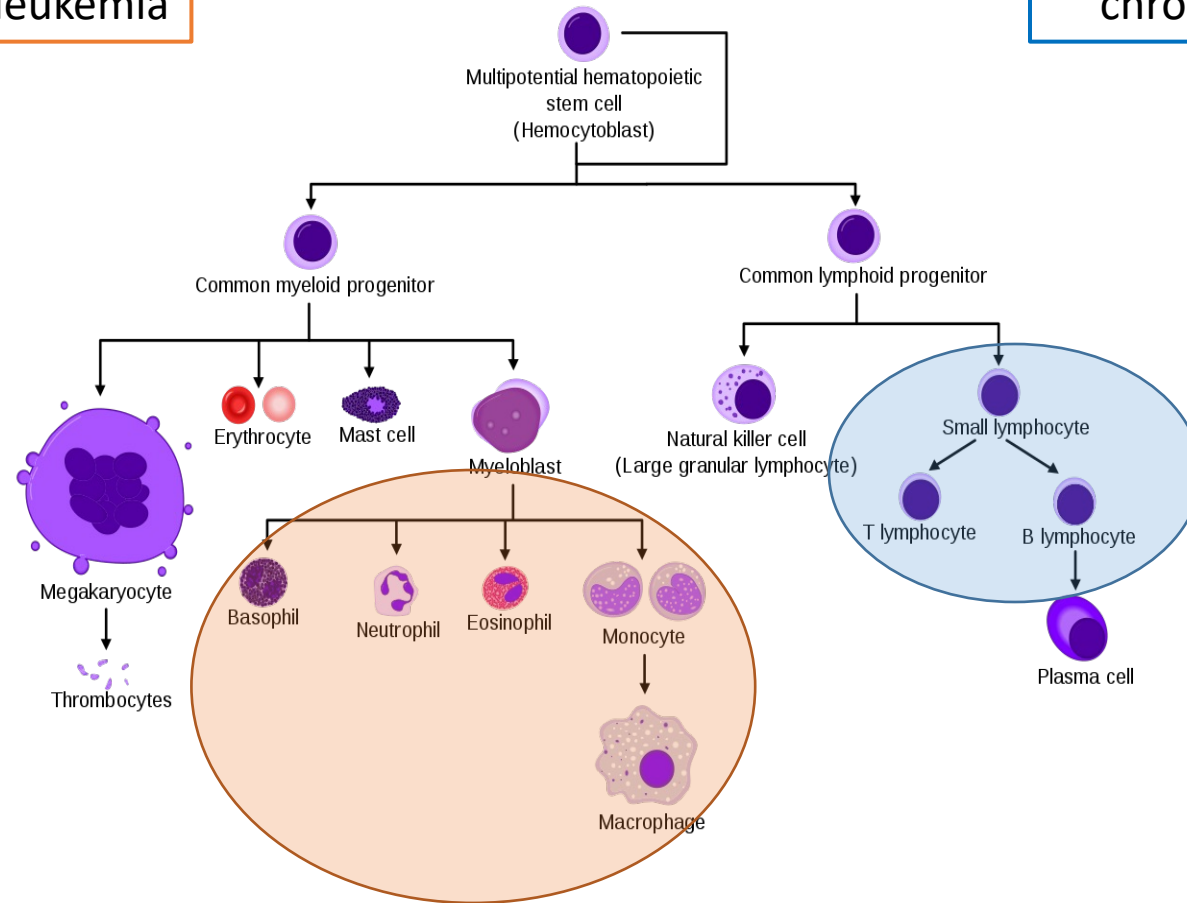 leukemia
chro
Multipotential hematopoietic
stem cell
(Hemocytoblast)
Common myeloid progenitor
Common lymphoid progenitor
Erythrocyte
Mast cell
Myeloblast
Natural killer cell
(Large granular lymphocyte)
Small lymphocyte
T lymphocyte
B lymphocyte
Megakaryocyte
Basophil
Neutrophil
Eosinophil
Monocyte
Plasma cell
Thrombocytes
Macrophage